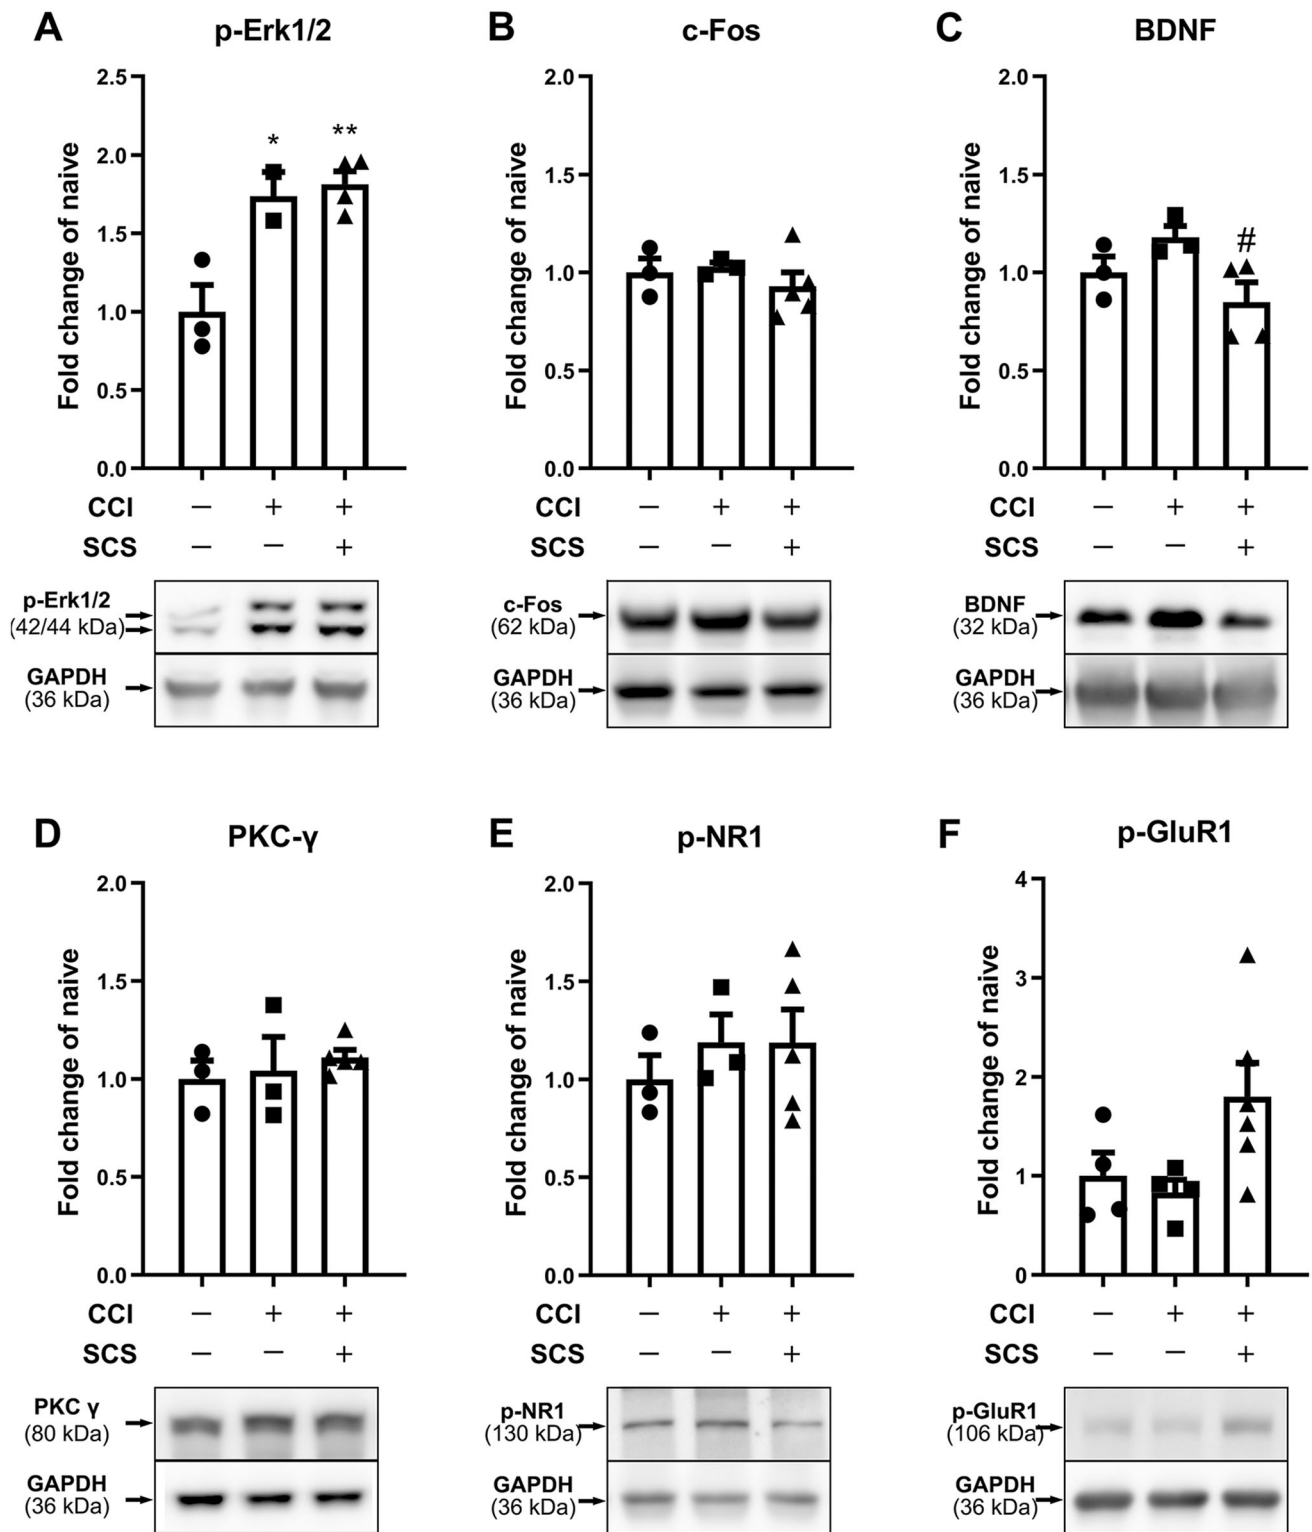 A p-Erk1/2
Fold change of naive
2.5
2.0
1.5
1.0
0.5
0.0
* **
CCI — + +
SCS — — +
p-Erk1/2
(42/44 kDa)
GAPDH
(36 kDa)
B c-Fos
Fold change of naive
2.0
1.5
1.0
0.5
0.0
CCI — + +
SCS — — +
c-Fos
(62 kDa)
GAPDH
(36 kDa)
C BDNF
Fold change of naive
2.0
1.5
1.0
0.5
0.0
#
CCI — + +
SCS — — +
BDNF
(32 kDa)
GAPDH
(36 kDa)
D PKC-γ
Fold change of naive
2.0
1.5
1.0
0.5
0.0
CCI — + +
SCS — — +
PKC γ
(80 kDa)
GAPDH
(36 kDa)
E p-NR1
Fold change of naive
2.0
1.5
1.0
0.5
0.0
CCI — + +
SCS — — +
p-NR1
(130 kDa)
GAPDH
(36 kDa)
F p-GluR1
Fold change of naive
4
3
2
1
0
CCI — + +
SCS — — +
p-GluR1
(106 kDa)
GAPDH
(36 kDa)